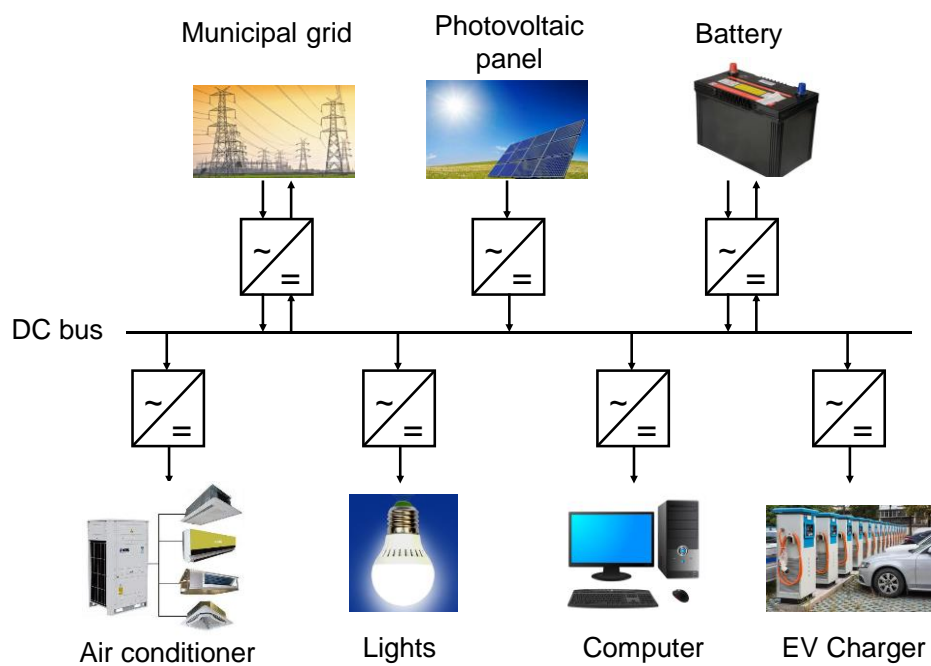 Municipal grid
Photovoltaic
panel
Battery
~
=
~
=
~
=
DC bus
~
=
~
=
~
=
~
=
Air conditioner
Lights
Computer
EV Charger